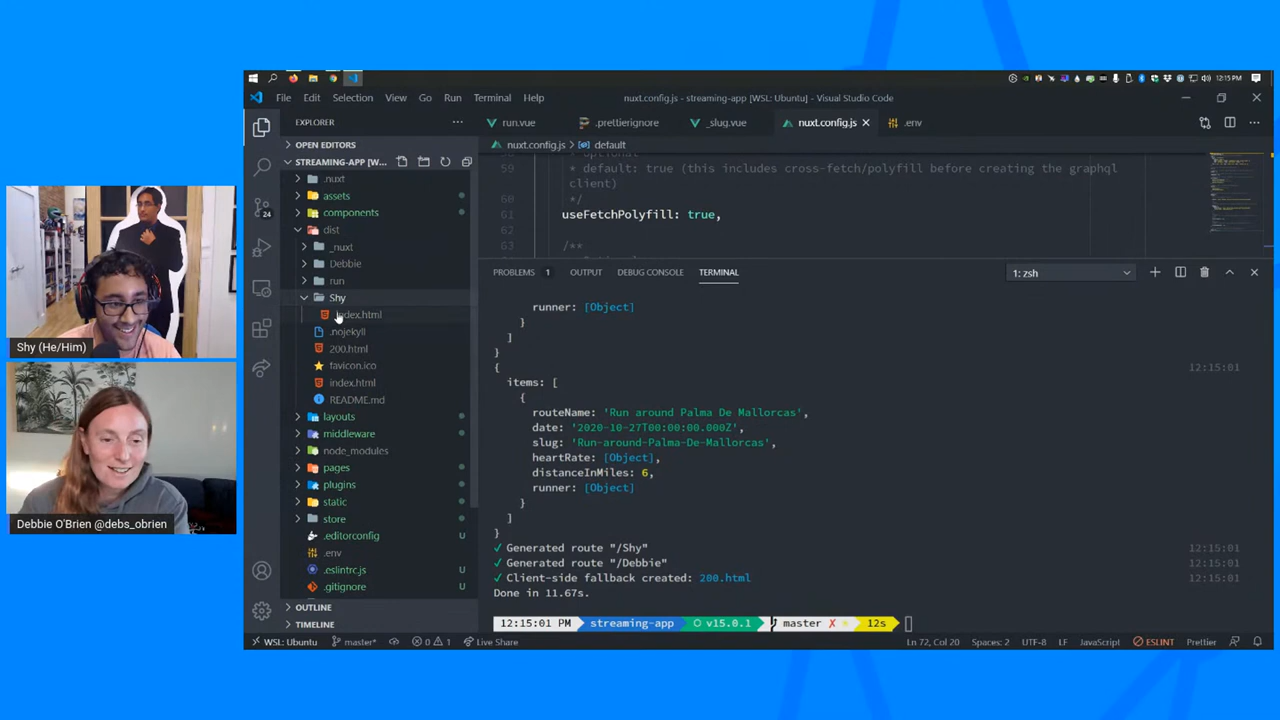 12:15 PM
File Edit Selection View Go Run Terminal Help
nuxt.config.js - streaming-app [WSL: Ubuntu] - Visual Studio Code
EXPLORER
run.vue
.prettierignore
_slug.vue
nuxt.config.js
.env
OPEN EDITORS
nuxt.config.js > default
STREAMING-APP [W...
.nuxt
assets
components
dist
_nuxt
Debbie
run
Shy
index.html
.nojekyll
200.html
favicon.ico
index.html
README.md
layouts
middleware
node_modules
pages
plugins
static
store
.editorconfig U
.env
.eslintrc.js U
.gitignore U
OUTLINE
TIMELINE
24
59 * default: true (this includes cross-fetch/polyfill before creating the graphql
client)
60 */
61 useFetchPolyfill: true,
62
63 /**
PROBLEMS 1 OUTPUT DEBUG CONSOLE TERMINAL
1: zsh
runner: [Object]
}
]
}
{ 12:15:01
items: [
{
routeName: 'Run around Palma De Mallorcas',
date: '2020-10-27T00:00:00.000Z',
slug: 'Run-around-Palma-De-Mallorcas',
heartRate: [Object],
distanceInMiles: 6,
runner: [Object]
}
]
}
✓ Generated route "/Shy" 12:15:01
✓ Generated route "/Debbie" 12:15:01
✓ Client-side fallback created: 200.html 12:15:01
Done in 11.67s.
12:15:01 PM streaming-app v15.0.1 master ✗ 12s
WSL: Ubuntu master* 0 1 Live Share
Ln 72, Col 20 Spaces: 2 UTF-8 LF JavaScript ESLINT Prettier
Shy (He/Him)
Debbie O'Brien @debs_obrien